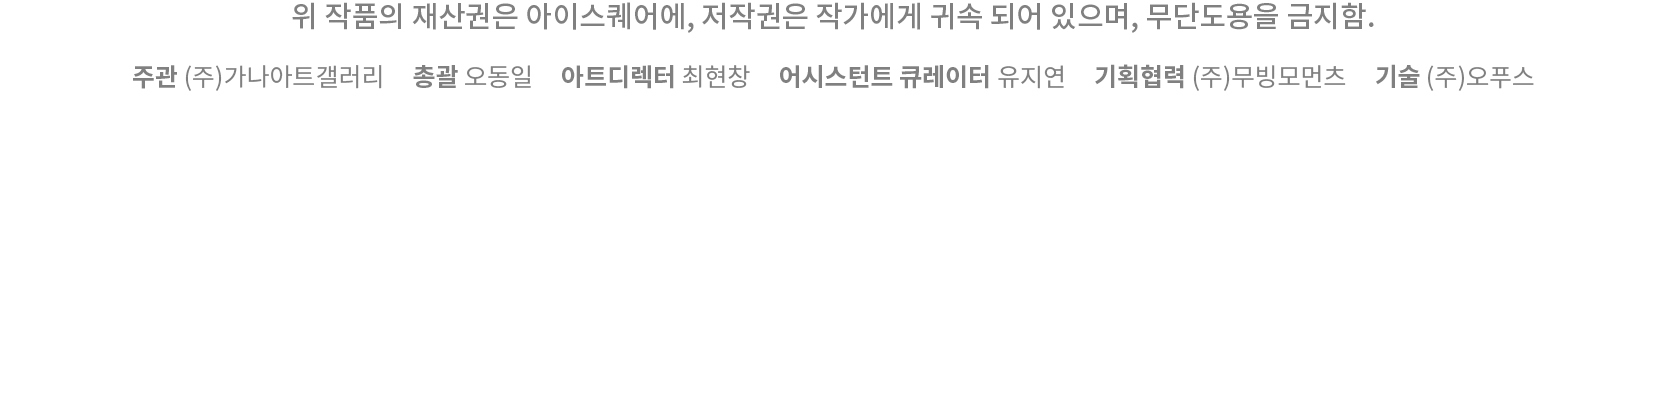 위 작품의 재산권은 아이스퀘어에, 저작권은 작가에게 귀속 되어 있으며, 무단도용을 금지함.
주관 (주)가나아트갤러리 총괄 오동일 아트디렉터 최현창 어시스턴트 큐레이터 유지연 기획협력 (주)무빙모먼츠 기술 (주)오푸스